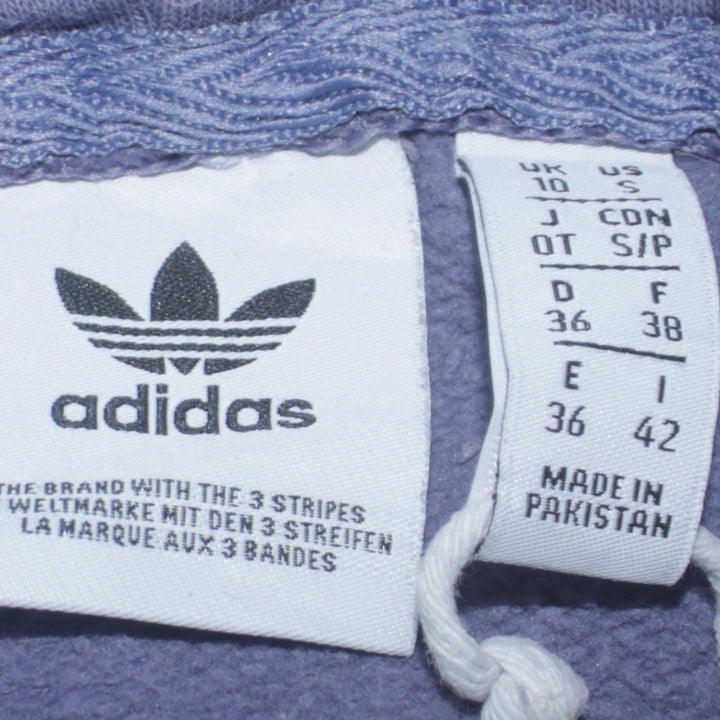 adidas
THE BRAND WITH THE 3 STRIPES
WELTMARKE MIT DEN 3 STREIFEN
LA MARQUE AUX 3 BANDES
UK US
10 S
J CDN
OT S/P
D F
36 38
E I
36 42
MADE IN
PAKISTAN